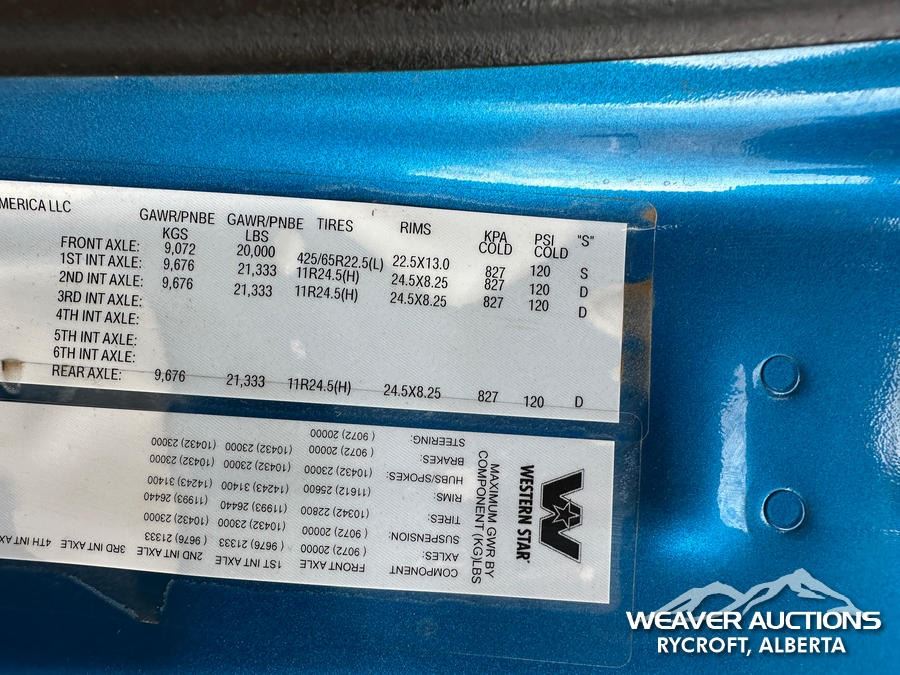 MERICA LLC
GAWR/PNBE KGS GAWR/PNBE LBS TIRES RIMS KPA COLD PSI COLD "S"
FRONT AXLE: 9,072 20,000 425/65R22.5(L) 22.5X13.0 827 120 S
1ST INT AXLE: 9,676 21,333 11R24.5(H) 24.5X8.25 827 120 D
2ND INT AXLE: 9,676 21,333 11R24.5(H) 24.5X8.25 827 120 D
3RD INT AXLE:
4TH INT AXLE:
5TH INT AXLE:
6TH INT AXLE:
REAR AXLE: 9,676 21,333 11R24.5(H) 24.5X8.25 827 120 D
WESTERN STAR
MAXIMUM GWR BY
COMPONENT (KG)LBS
COMPONENT FRONT AXLE 1ST INT AXLE 2ND INT AXLE 3RD INT AXLE 4TH INT AX
AXLES: ( 9072) 20000 ( 9676) 21333 ( 9676) 21333
SUSPENSION: ( 9072) 20000 (10432) 23000 (10432) 23000
TIRES: (10342) 22800 (11993) 26440 (11993) 26440
RIMS: (11612) 25600 (14243) 31400 (14243) 31400
HUBS/SPOKES: (10432) 23000 (10432) 23000 (10432) 23000
BRAKES: ( 9072) 20000 (10432) 23000 (10432) 23000
STEERING: ( 9072) 20000
WEAVER AUCTIONS
RYCROFT, ALBERTA